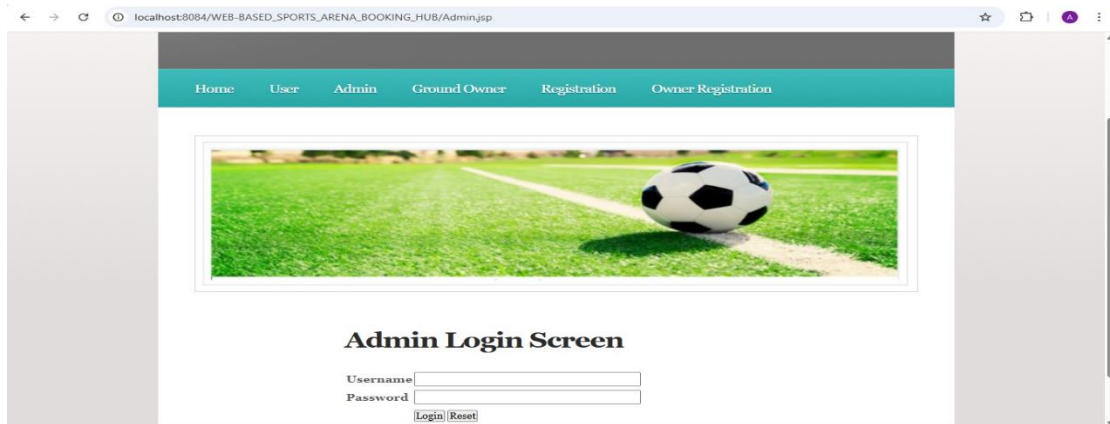 localhost:8084/WEB-BASED_SPORTS_ARENA_BOOKING_HUB/Admin.jsp
A
Home User Admin Ground Owner Registration Owner Registration
Admin Login Screen
Username
Password
Login Reset